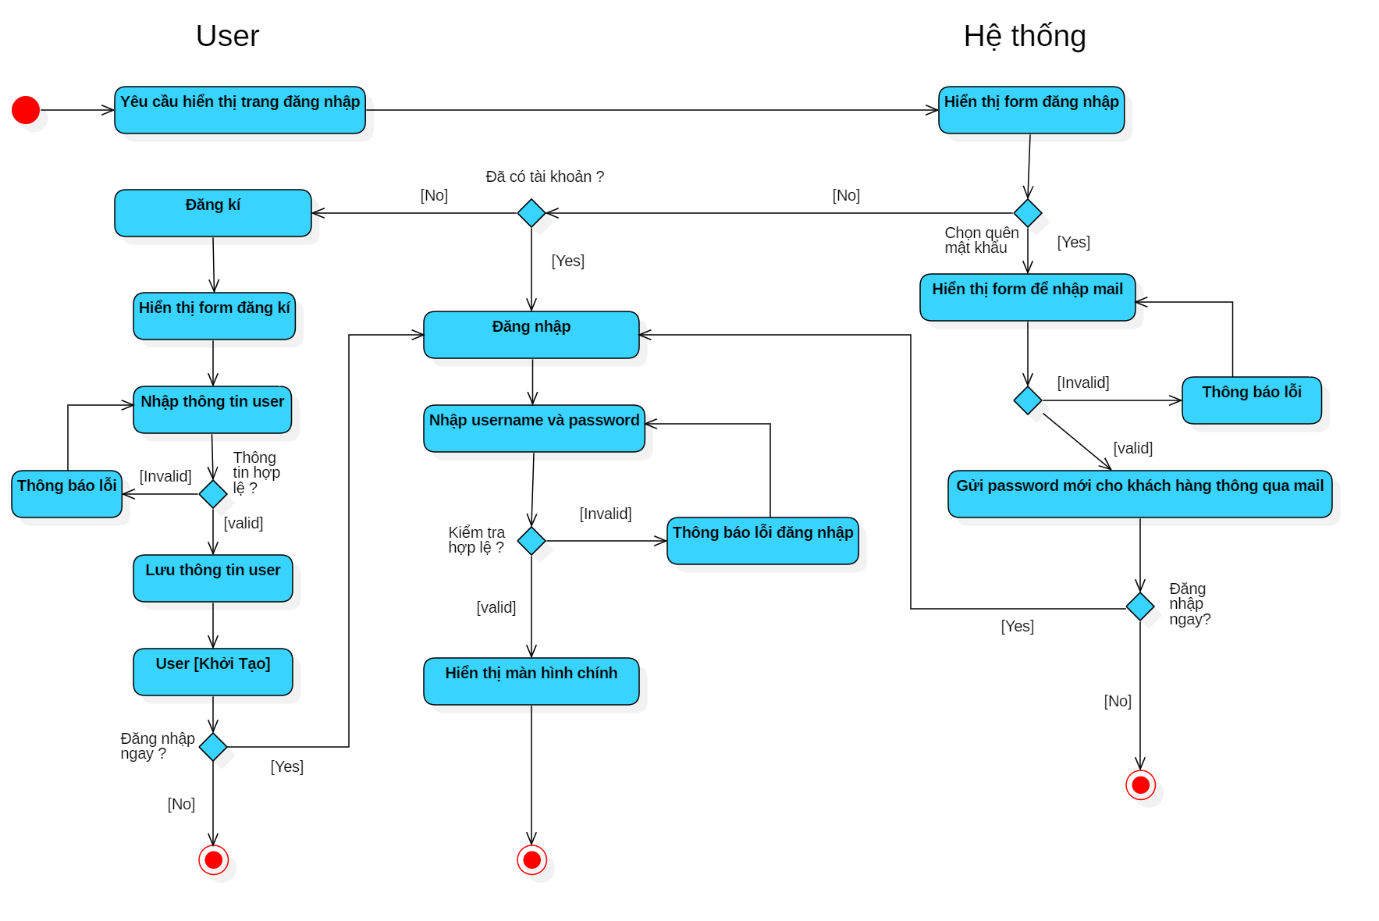 User
Hệ thống
Yêu cầu hiển thị trang đăng nhập
Hiển thị form đăng nhập
Đã có tài khoản ?
[No]
[No]
Đăng kí
Chọn quên
mật khẩu
[Yes]
[Yes]
Hiển thị form đăng kí
Hiển thị form để nhập mail
Đăng nhập
[Invalid]
Thông báo lỗi
Nhập thông tin user
Nhập username và password
[valid]
Thông
tin hợp
lệ ?
[Invalid]
Thông báo lỗi
Gửi password mới cho khách hàng thông qua mail
[valid]
[Invalid]
Kiểm tra
hợp lệ ?
Thông báo lỗi đăng nhập
Lưu thông tin user
[valid]
Đăng
nhập
ngay?
[Yes]
User [Khởi Tạo]
Hiển thị màn hình chính
[No]
Đăng nhập
ngay ?
[Yes]
[No]